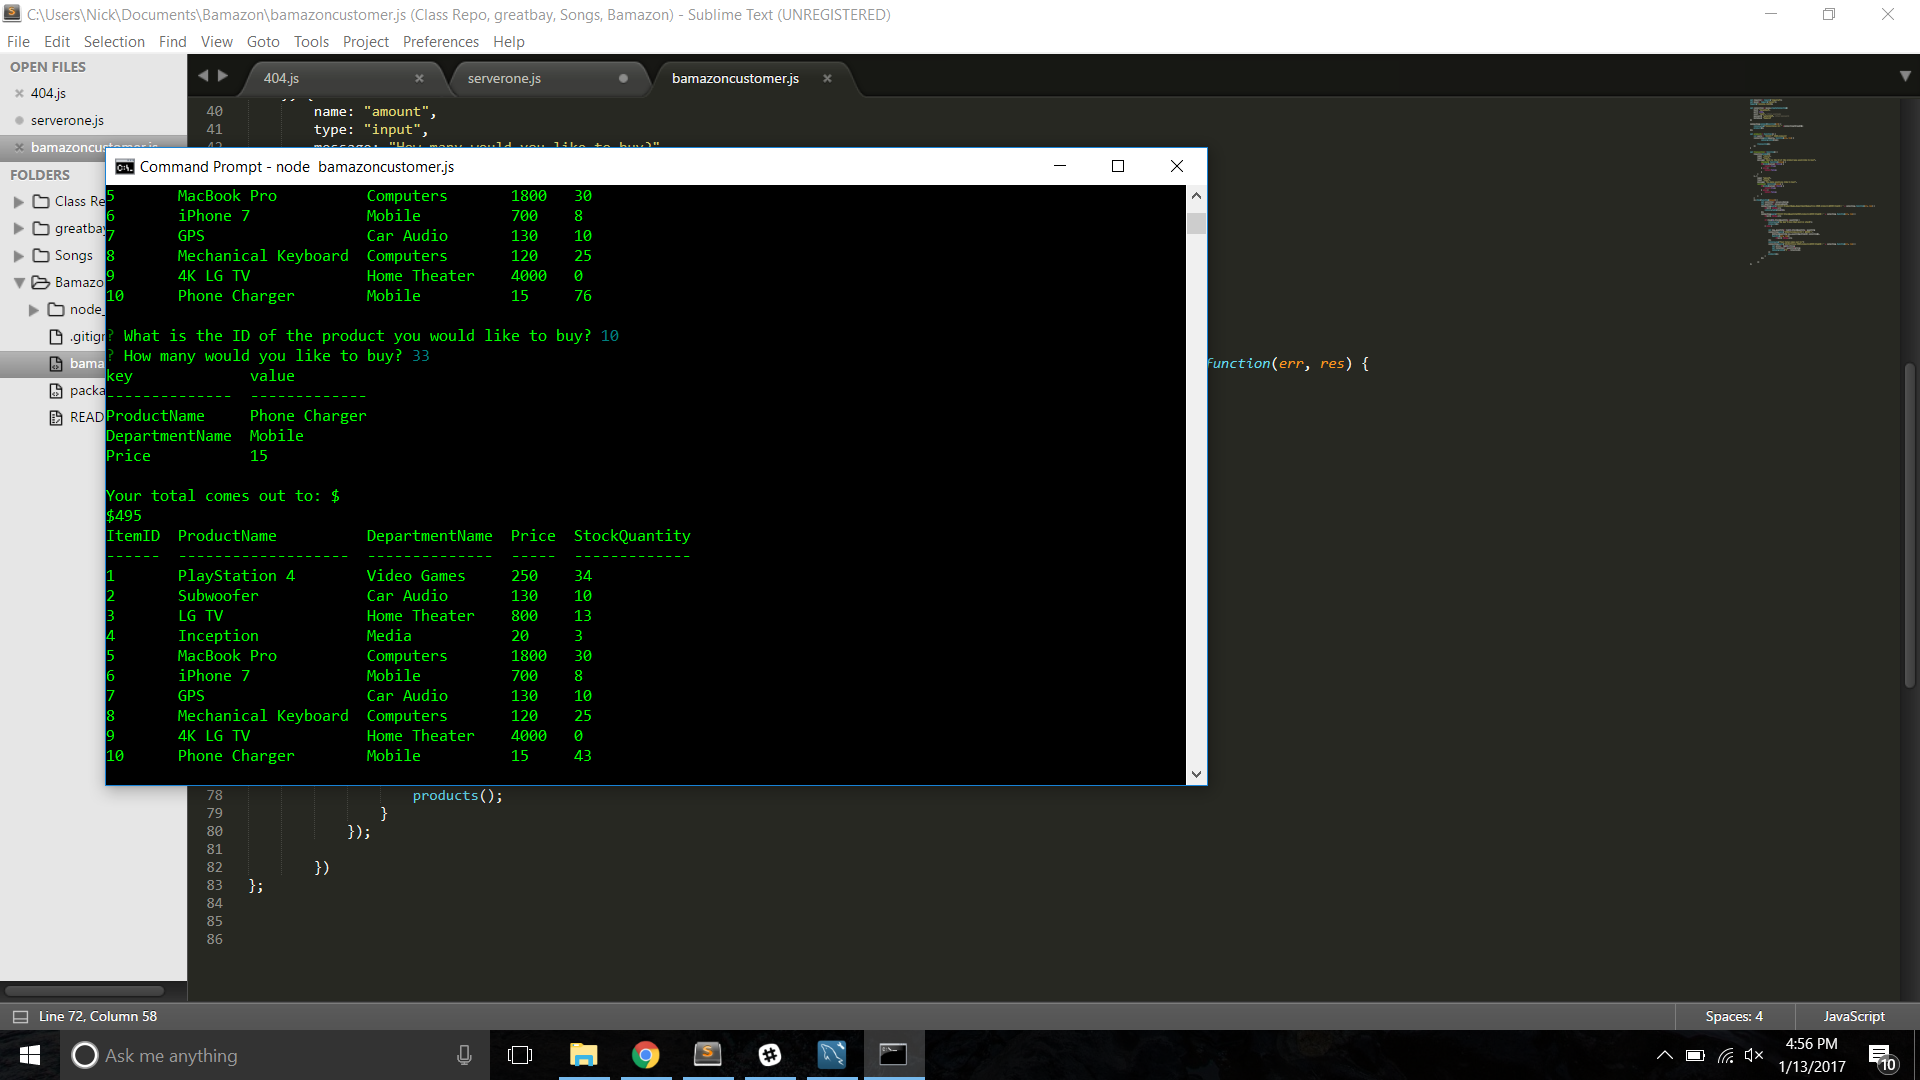 C:\Users\Nick\Documents\Bamazon\bamazoncustomer.js (Class Repo, greatbay, Songs, Bamazon) - Sublime Text (UNREGISTERED)
File Edit Selection Find View Goto Tools Project Preferences Help
OPEN FILES
404.js
serverone.js
bamazoncustomer.js
FOLDERS
Class Re
greatbay
Songs
Bamazo
node_
.gitign
bama
packa
READ
404.js serverone.js bamazoncustomer.js
40 name: "amount",
41 type: "input",
42 message: "How many would you like to buy?"
Command Prompt - node bamazoncustomer.js
5 MacBook Pro Computers 1800 30
6 iPhone 7 Mobile 700 8
7 GPS Car Audio 130 10
8 Mechanical Keyboard Computers 120 25
9 4K LG TV Home Theater 4000 0
10 Phone Charger Mobile 15 76
? What is the ID of the product you would like to buy? 10
? How many would you like to buy? 33
key value
-------------- -------------
ProductName Phone Charger
DepartmentName Mobile
Price 15
Your total comes out to: $
$495
ItemID ProductName DepartmentName Price StockQuantity
------ ------------------- -------------- ----- -------------
1 PlayStation 4 Video Games 250 34
2 Subwoofer Car Audio 130 10
3 LG TV Home Theater 800 13
4 Inception Media 20 3
5 MacBook Pro Computers 1800 30
6 iPhone 7 Mobile 700 8
7 GPS Car Audio 130 10
8 Mechanical Keyboard Computers 120 25
9 4K LG TV Home Theater 4000 0
10 Phone Charger Mobile 15 43
function(err, res) {
78 products();
79 }
80 });
81
82 })
83 };
84
85
86
Line 72, Column 58
Spaces: 4
JavaScript
Ask me anything
4:56 PM
1/13/2017
10